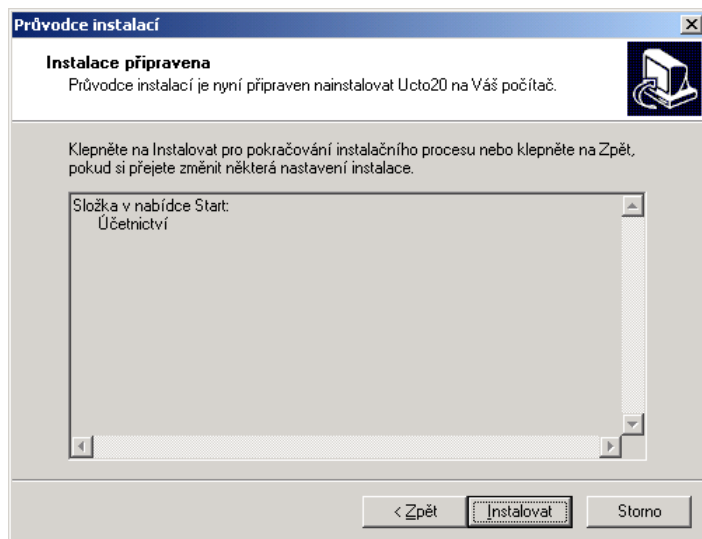 Průvodce instalací
Instalace připravena
Průvodce instalací je nyní připraven nainstalovat Ucto20 na Váš počítač.
Klepněte na Instalovat pro pokračování instalačního procesu nebo klepněte na Zpět,
pokud si přejete změnit některá nastavení instalace.
Složka v nabídce Start:
Účetnictví
< Zpět
Instalovat
Storno